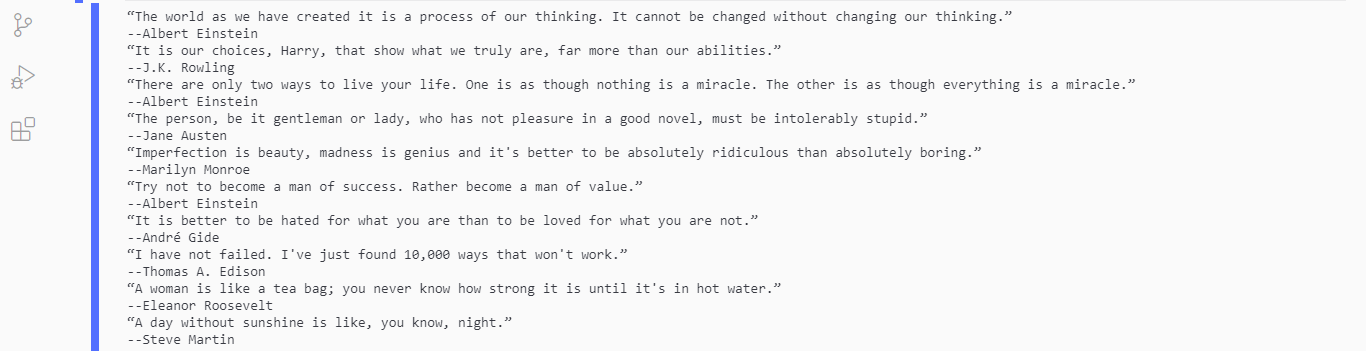 “The world as we have created it is a process of our thinking. It cannot be changed without changing our thinking.”
--Albert Einstein
“It is our choices, Harry, that show what we truly are, far more than our abilities.”
--J.K. Rowling
“There are only two ways to live your life. One is as though nothing is a miracle. The other is as though everything is a miracle.”
--Albert Einstein
“The person, be it gentleman or lady, who has not pleasure in a good novel, must be intolerably stupid.”
--Jane Austen
“Imperfection is beauty, madness is genius and it's better to be absolutely ridiculous than absolutely boring.”
--Marilyn Monroe
“Try not to become a man of success. Rather become a man of value.”
--Albert Einstein
“It is better to be hated for what you are than to be loved for what you are not.”
--André Gide
“I have not failed. I've just found 10,000 ways that won't work.”
--Thomas A. Edison
“A woman is like a tea bag; you never know how strong it is until it's in hot water.”
--Eleanor Roosevelt
“A day without sunshine is like, you know, night.”
--Steve Martin